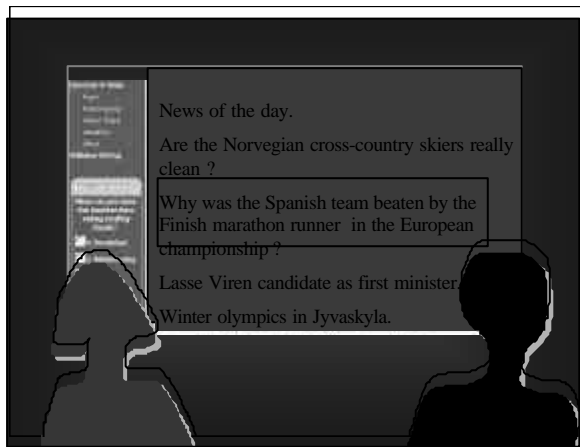 News of the day.
Are the Norvegian cross-country skiers really
clean ?
Why was the Spanish team beaten by the
Finish marathon runner in the European
championship ?
Lasse Viren candidate as first minister.
Winter olympics in Jyvaskyla.